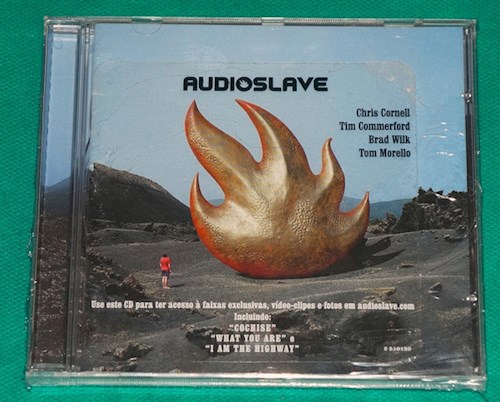 AUDIOSLAVE
Chris Cornell
Tim Commerford
Brad Wilk
Tom Morello
Use este CD para ter acesso à faixas exclusivas, vídeo-clipes e fotos em audioslave.com
Incluindo:
"COCHISE"
"WHAT YOU ARE" e
"I AM THE HIGHWAY"